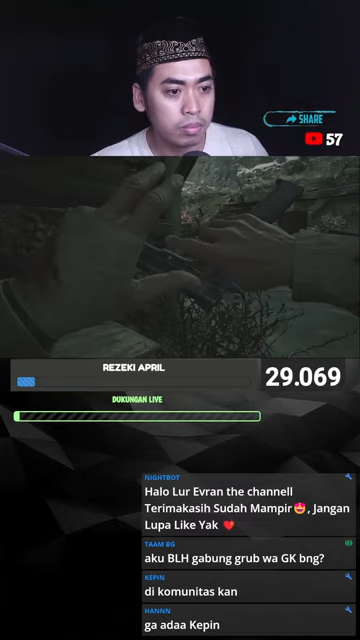 SHARE
57
REZEKI APRIL
29.069
DUKUNGAN LIVE
NIGHTBOT
Halo Lur Evran the channell
Terimakasih Sudah Mampir🤩, Jangan
Lupa Like Yak ❤️
TAAM BG
aku BLH gabung grub wa GK bng?
KEPIN
di komunitas kan
HANNN
ga adaa Kepin